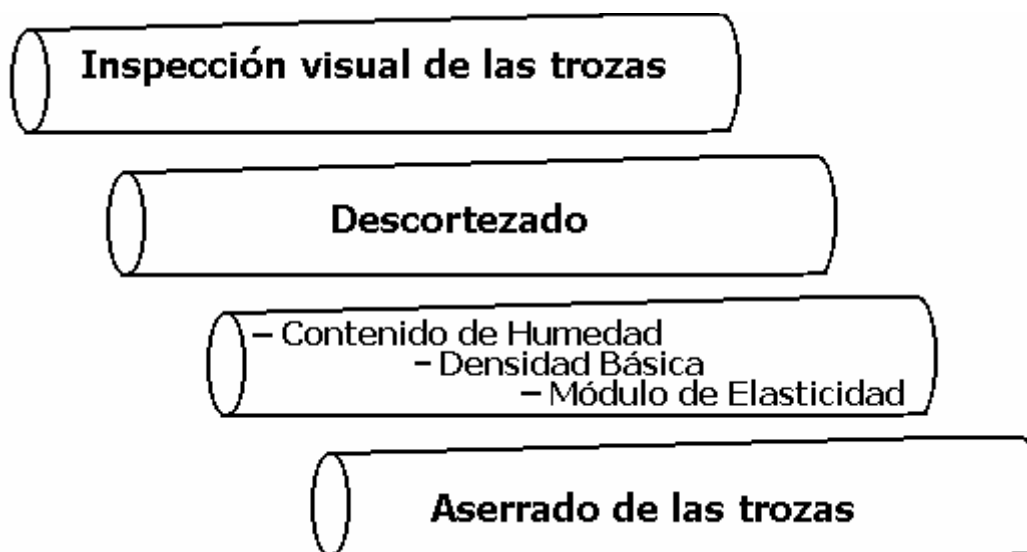 Inspección visual de las trozas
Descortezado
– Contenido de Humedad
– Densidad Básica
– Módulo de Elasticidad
Aserrado de las trozas